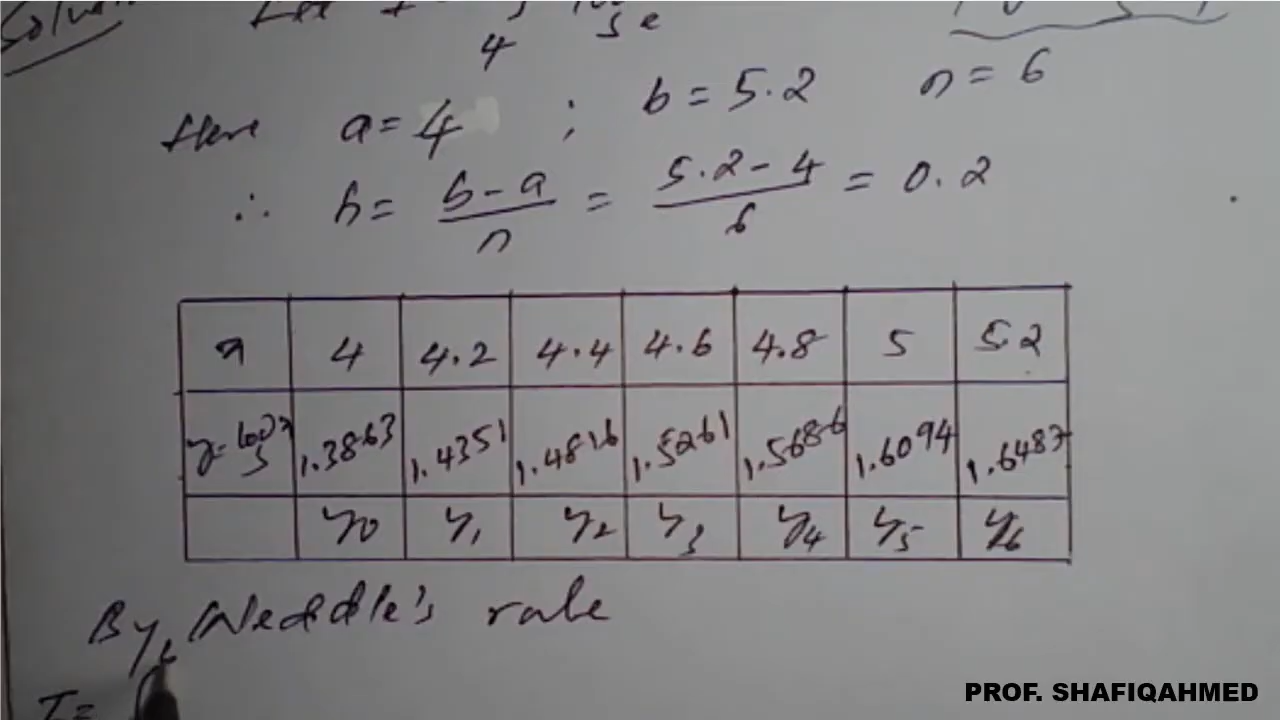 Solution Let I =
4
Here a = 4 ; b = 5.2 n = 6
∴ h = b - a / n = 5.2 - 4 / 6 = 0.2
x 4 4.2 4.4 4.6 4.8 5 5.2
y = 1.3863 1.4351 1.4816 1.5261 1.5686 1.6094 1.6487
y0 y1 y2 y3 y4 y5 y6
By Weddle's rule
I =
PROF. SHAFIQAHMED